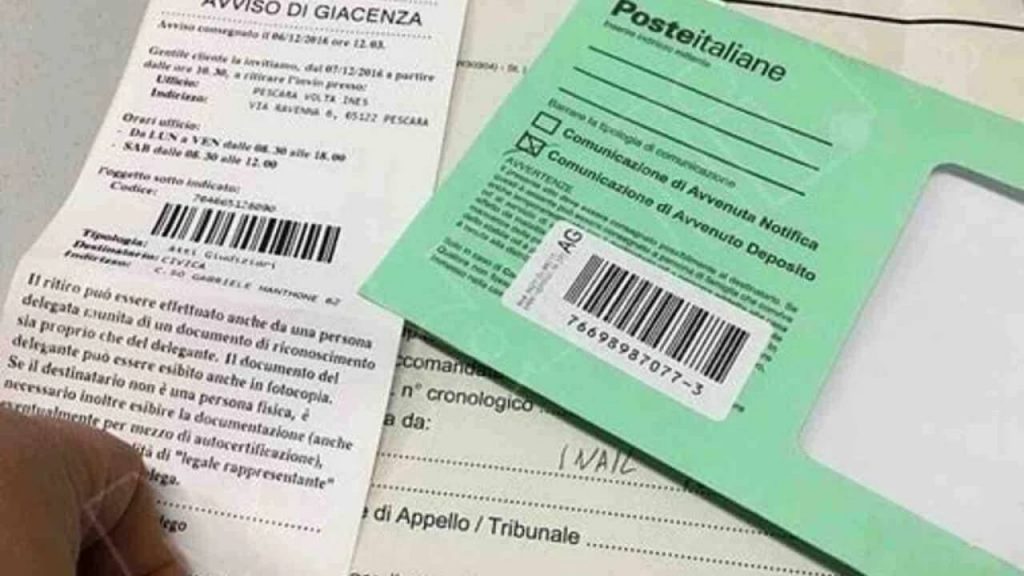 AVVISO DI GIACENZA
Avviso consegnato il 06/12/2016 ore 12.03.
Gentile cliente la invitiamo, dal 07/12/2016 a partire
dalle ore 10.30, a ritirare l'invio presso:
Ufficio: PESCARA VOLTA INES
Indirizzo: VIA RAVENNA 6, 65122 PESCARA
Orari ufficio:
- Da LUN a VEN dalle 08.30 alle 18.00
- SAB dalle 08.30 alle 12.00
l'oggetto sotto indicato:
Codice:
Tipologia: Atti Giudiziari
Destinatario: CIVICA
Indirizzo: C.SO GABRIELE MANTHONE 62
Il ritiro può essere effettuato anche da una persona
delegata munita di un documento di riconoscimento
sia proprio che del delegante. Il documento del
delegante può essere esibito anche in fotocopia.
Se il destinatario non è una persona fisica, è
necessario inoltre esibire la documentazione (anche
eventualmente per mezzo di autocertificazione),
ità di "legale rappresentante"
lega.
lego
Posteitaliane
Barrare la tipologia di comunicazione
Comunicazione di Avvenuta Notifica
Comunicazione di Avvenuto Deposito
AVVERTENZE
AG
76698987077-3
ccomandata
n° cronologico
a da:
INAIL
e di Appello / Tribunale